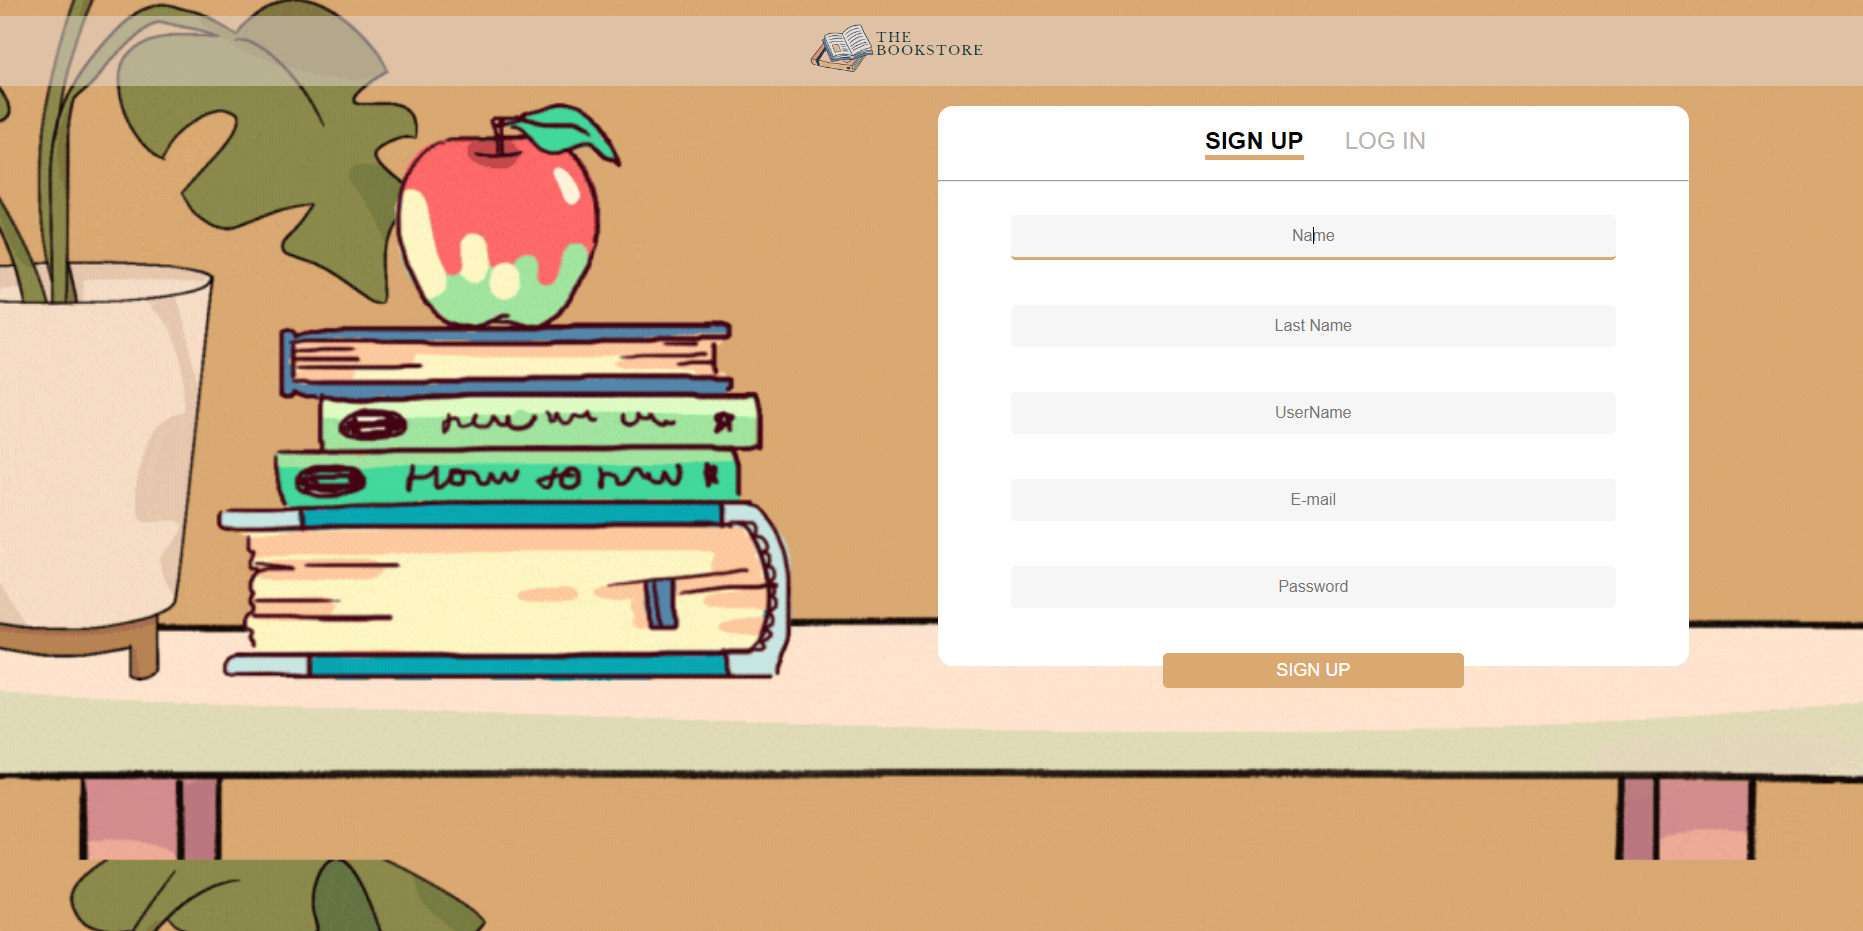 THE
BOOKSTORE
SIGN UP LOG IN
Name
Last Name
UserName
E-mail
Password
SIGN UP
How to